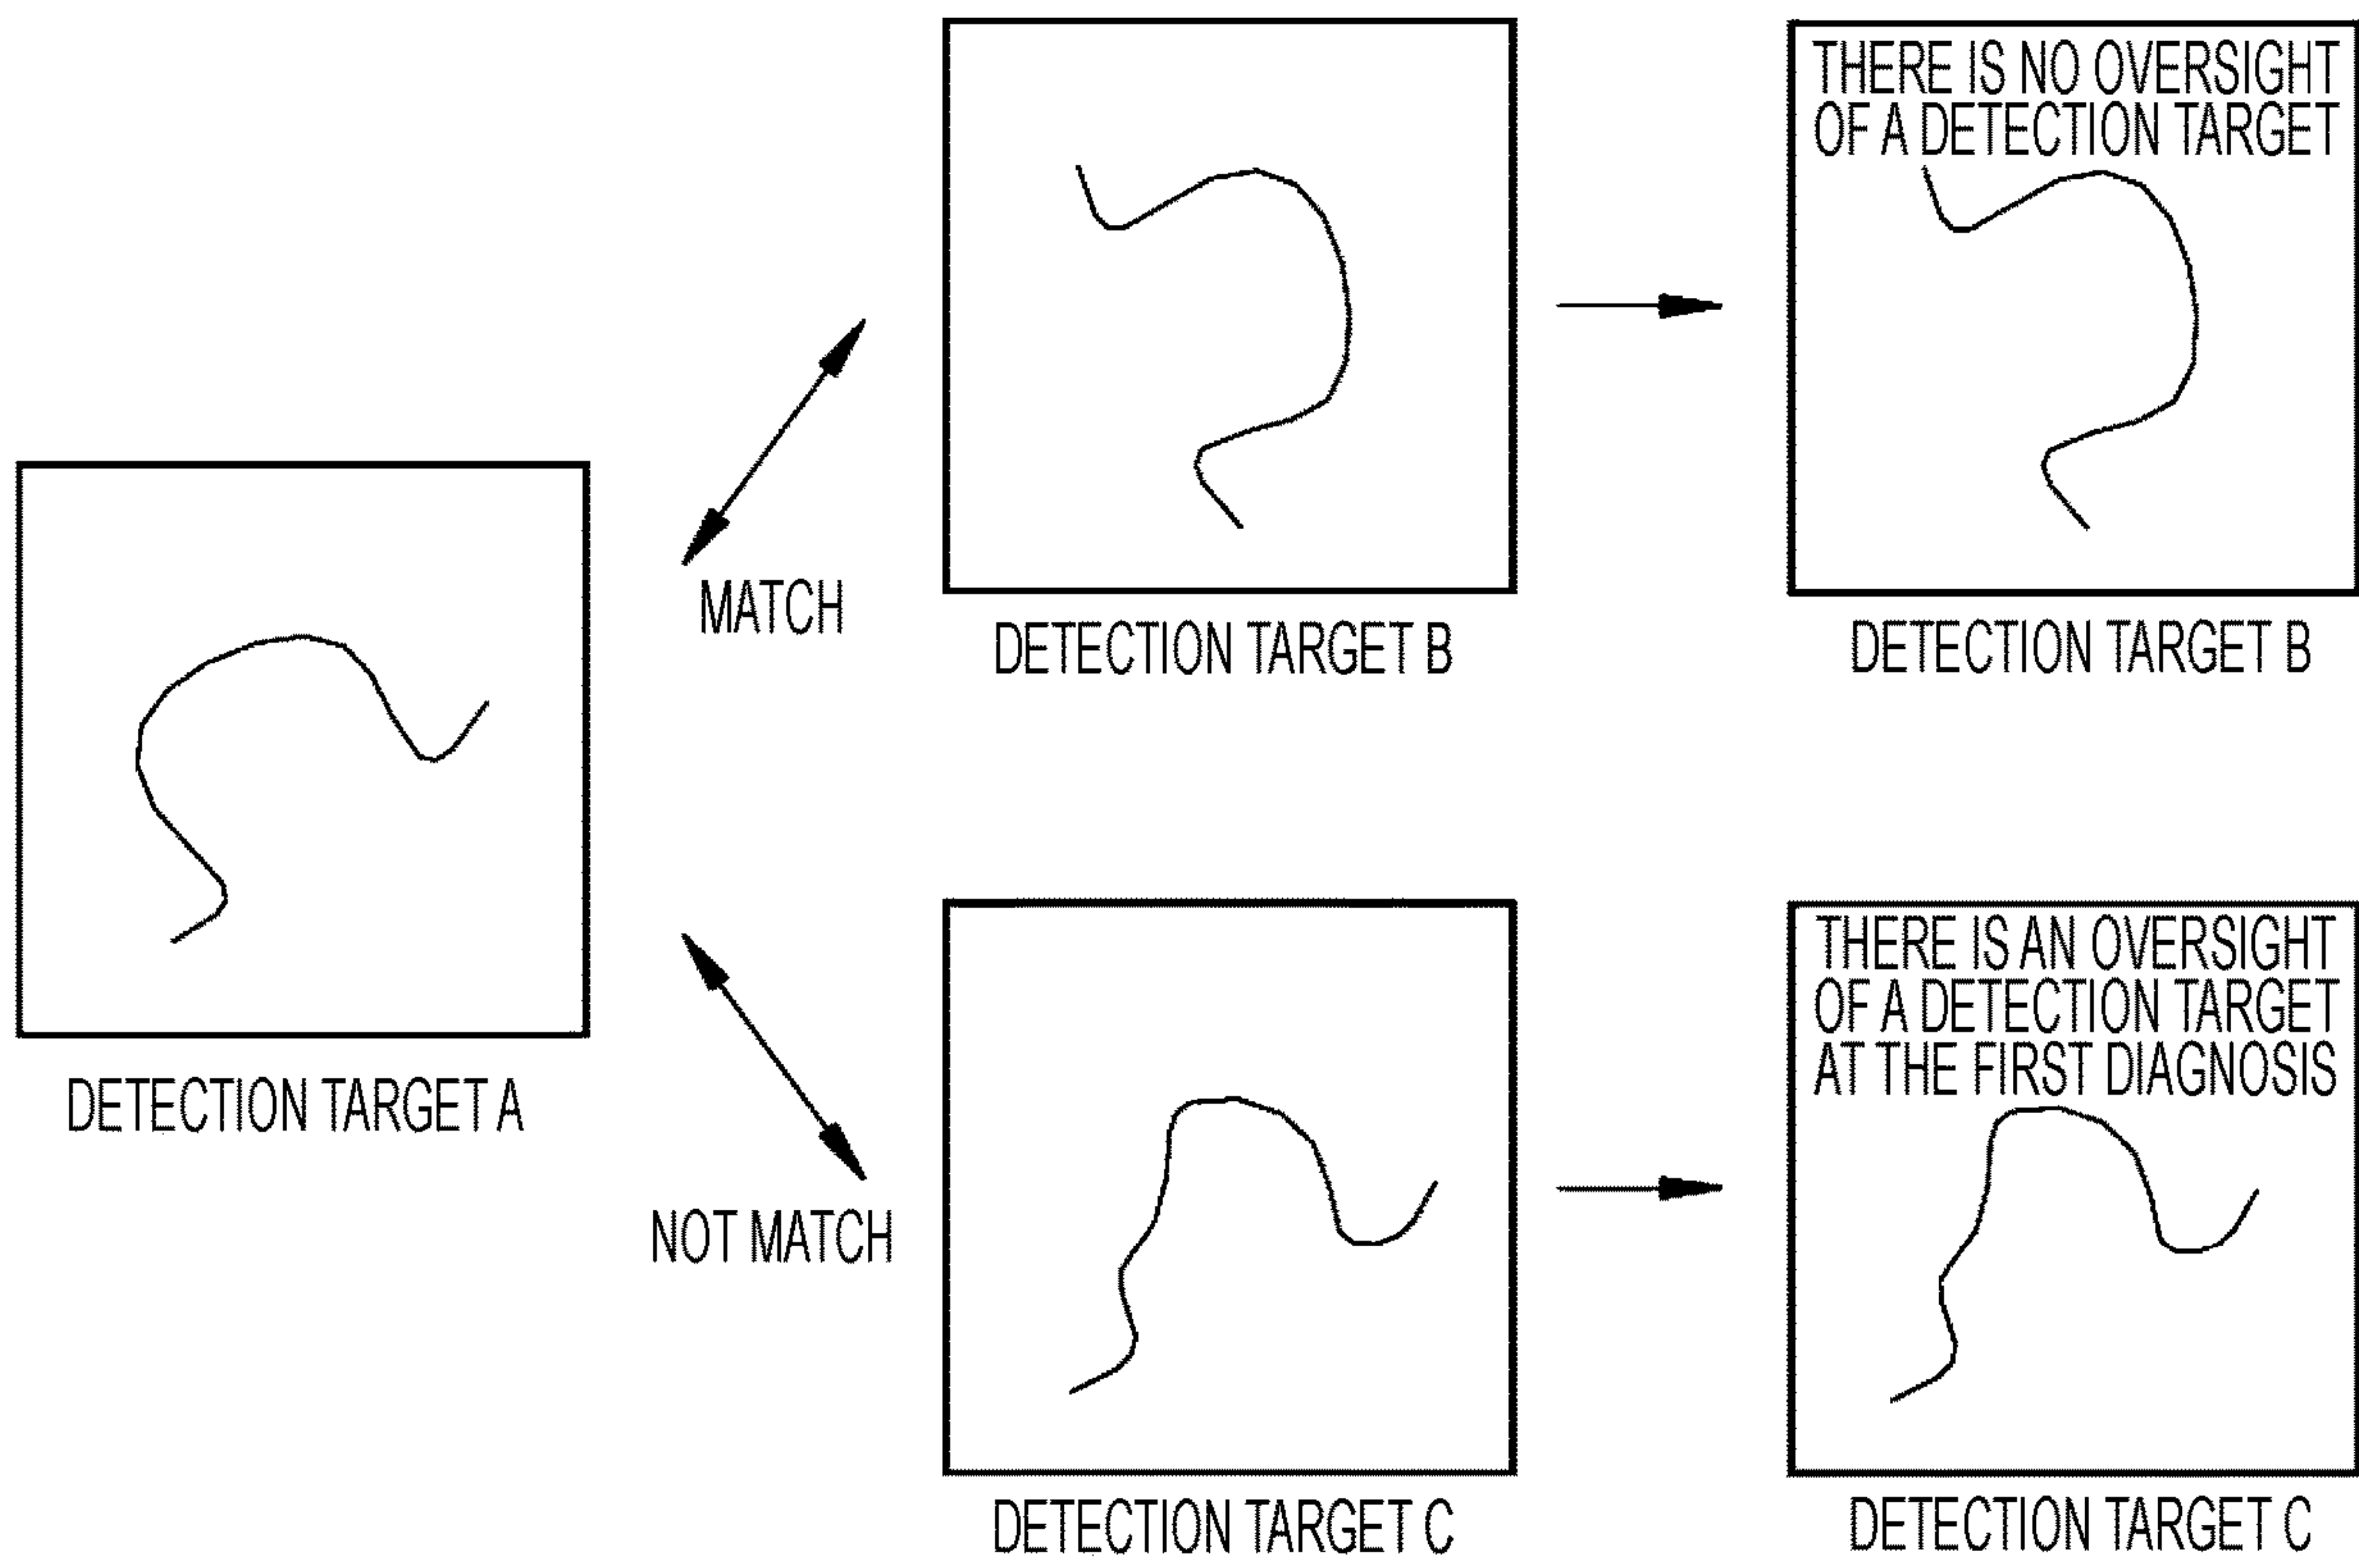 THERE IS NO OVERSIGHT
OF A DETECTION TARGET
MATCH
DETECTION TARGET B
DETECTION TARGET B
DETECTION TARGET A
THERE IS AN OVERSIGHT
OF A DETECTION TARGET
AT THE FIRST DIAGNOSIS
NOT MATCH
DETECTION TARGET C
DETECTION TARGET C